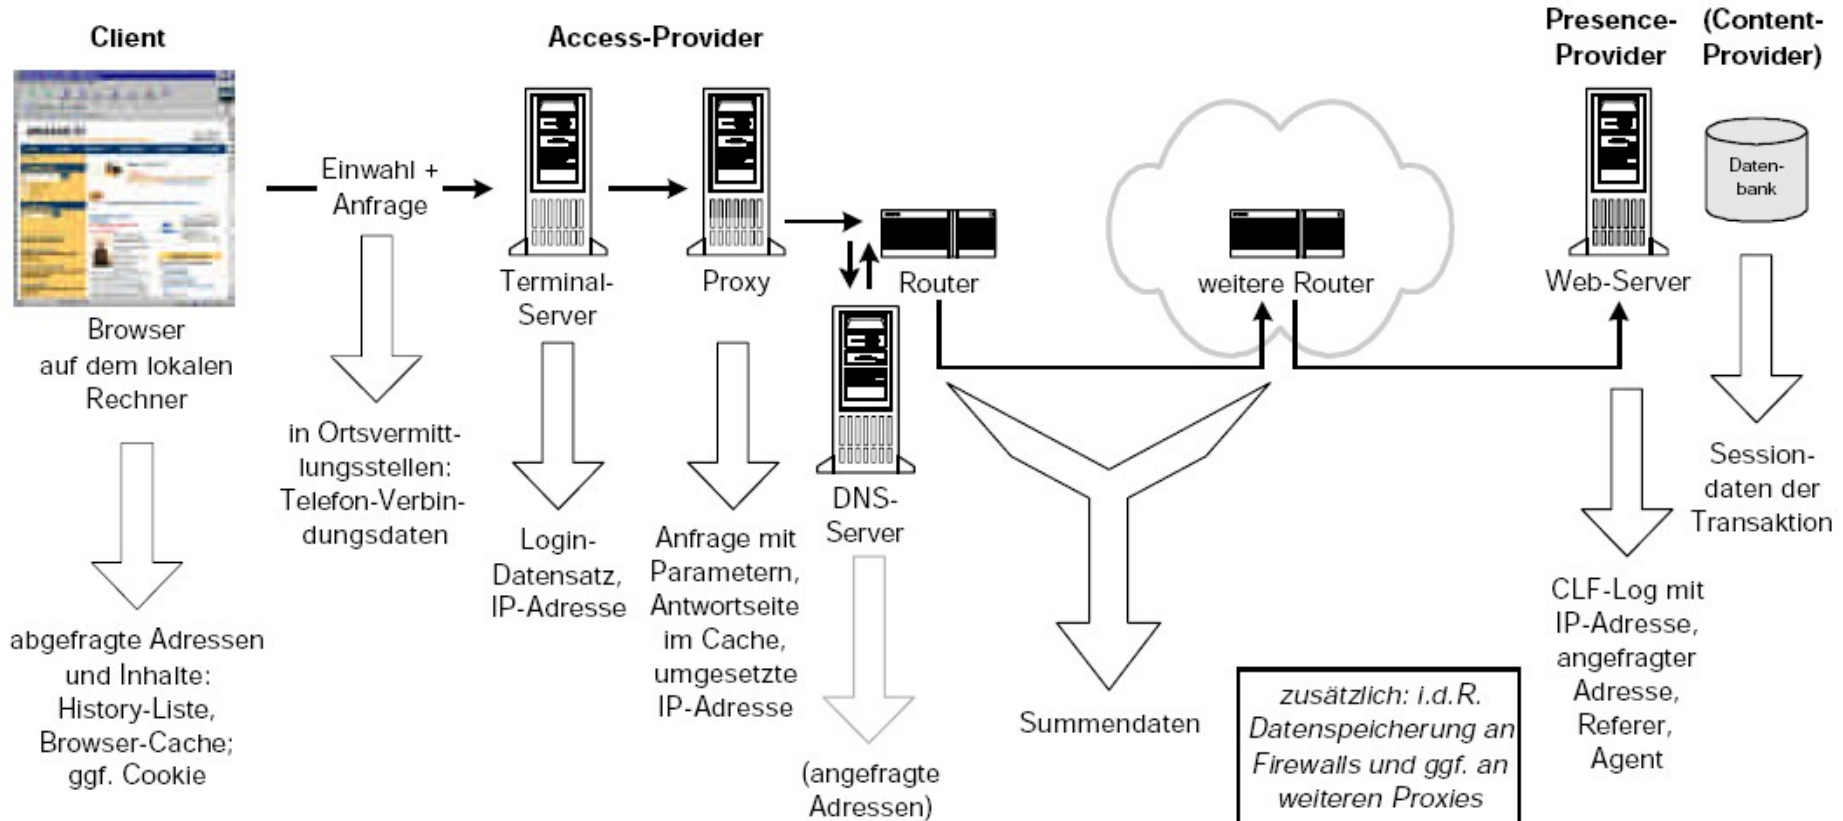 Client
Access-Provider
Presence-
Provider
(Content-
Provider)
Einwahl +
Anfrage
Daten-
bank
Terminal-
Server
Proxy
Router
weitere Router
Web-Server
Browser
auf dem lokalen
Rechner
in Ortsvermitt-
lungsstellen:
Telefon-Verbin-
dungsdaten
DNS-
Server
Session-
daten der
Transaktion
Login-
Datensatz,
IP-Adresse
Anfrage mit
Parametern,
Antwortseite
im Cache,
umgesetzte
IP-Adresse
CLF-Log mit
IP-Adresse,
angefragter
Adresse,
Referer,
Agent
abgefragte Adressen
und Inhalte:
History-Liste,
Browser-Cache;
ggf. Cookie
(angefragte
Adressen)
Summendaten
zusätzlich: i.d.R.
Datenspeicherung an
Firewalls und ggf. an
weiteren Proxies